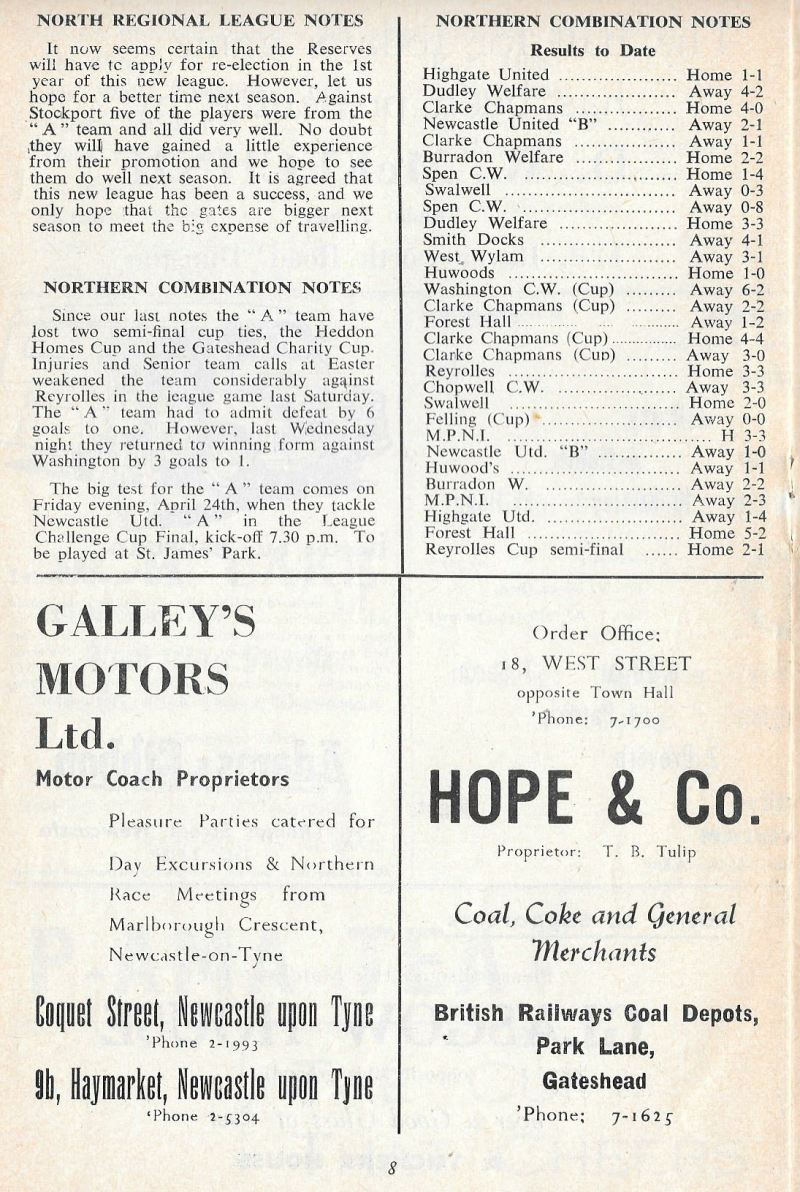 NORTH REGIONAL LEAGUE NOTES
It now seems certain that the Reserves
will have to apply for re-election in the 1st
year of this new league. However, let us
hope for a better time next season. Against
Stockport five of the players were from the
“ A ” team and all did very well. No doubt
they will have gained a little experience
from their promotion and we hope to see
them do well next season. It is agreed that
this new league has been a success, and we
only hope that the gates are bigger next
season to meet the big expense of travelling.
NORTHERN COMBINATION NOTES
Since our last notes the “ A ” team have
lost two semi-final cup ties, the Heddon
Homes Cup and the Gateshead Charity Cup.
Injuries and Senior team calls at Easter
weakened the team considerably against
Reyrolles in the league game last Saturday.
The “ A ” team had to admit defeat by 6
goals to one. However, last Wednesday
night they returned to winning form against
Washington by 3 goals to 1.
The big test for the “ A ” team comes on
Friday evening, April 24th, when they tackle
Newcastle Utd. “ A ” in the League
Challenge Cup Final, kick-off 7.30 p.m. To
be played at St. James’ Park.
NORTHERN COMBINATION NOTES
Results to Date
Highgate United .................... Home 1-1
Dudley Welfare ...................... Away 4-2
Clarke Chapmans ................. Home 4-0
Newcastle United “B” ........... Away 2-1
Clarke Chapmans ................. Away 1-1
Burradon Welfare ................. Home 2-2
Spen C.W. .......................... Home 1-4
Swalwell ............................. Away 0-3
Spen C.W. .......................... Away 0-8
Dudley Welfare ...................... Home 3-3
Smith Docks ......................... Away 4-1
West Wylam ......................... Away 3-1
Huwoods ............................. Home 1-0
Washington C.W. (Cup) ......... Away 6-2
Clarke Chapmans (Cup) ......... Away 2-2
Forest Hall ........................... Away 1-2
Clarke Chapmans (Cup)............... Home 4-4
Clarke Chapmans (Cup) ......... Away 3-0
Reyrolles ............................. Home 3-3
Chopwell C.W. ...................... Away 3-3
Swalwell ............................. Home 2-0
Felling (Cup) ........................ Away 0-0
M.P.N.I. .................................. H 3-3
Newcastle Utd. “B” .............. Away 1-0
Huwood’s ............................ Away 1-1
Burradon W. ........................ Away 2-2
M.P.N.I. .............................. Away 2-3
Highgate Utd. ....................... Away 1-4
Forest Hall .......................... Home 5-2
Reyrolles Cup semi-final ...... Home 2-1
GALLEY’S
MOTORS
Ltd.
Motor Coach Proprietors
Pleasure Parties catered for
Day Excursions & Northern
Race Meetings from
Marlborough Crescent,
Newcastle-on-Tyne
Coquet Street, Newcastle upon Tyne
’Phone 2-1993
9b, Haymarket, Newcastle upon Tyne
‘Phone 2-5304
Order Office:
18, WEST STREET
opposite Town Hall
’Phone: 7-1700
HOPE & Co.
Proprietor: T. B. Tulip
Coal, Coke and General
Merchants
British Railways Coal Depots,
Park Lane,
Gateshead
’Phone: 7-1625
8